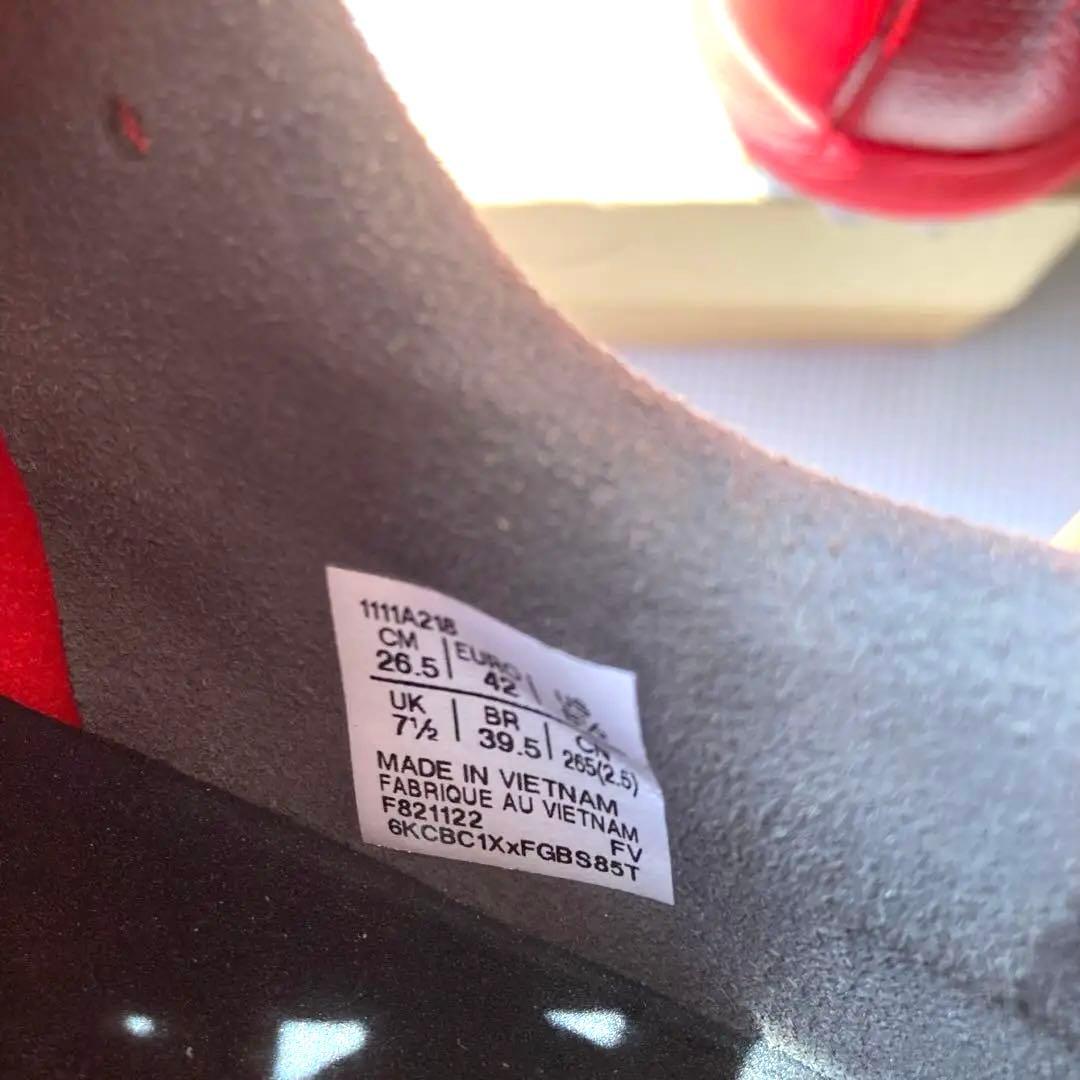 1111A218
CM EURO US
26.5 42
UK BR CN
7½ 39.5 265(2.5)
MADE IN VIETNAM
FABRIQUE AU VIETNAM
F821122 FV
6KCBC1XxFGBS85T